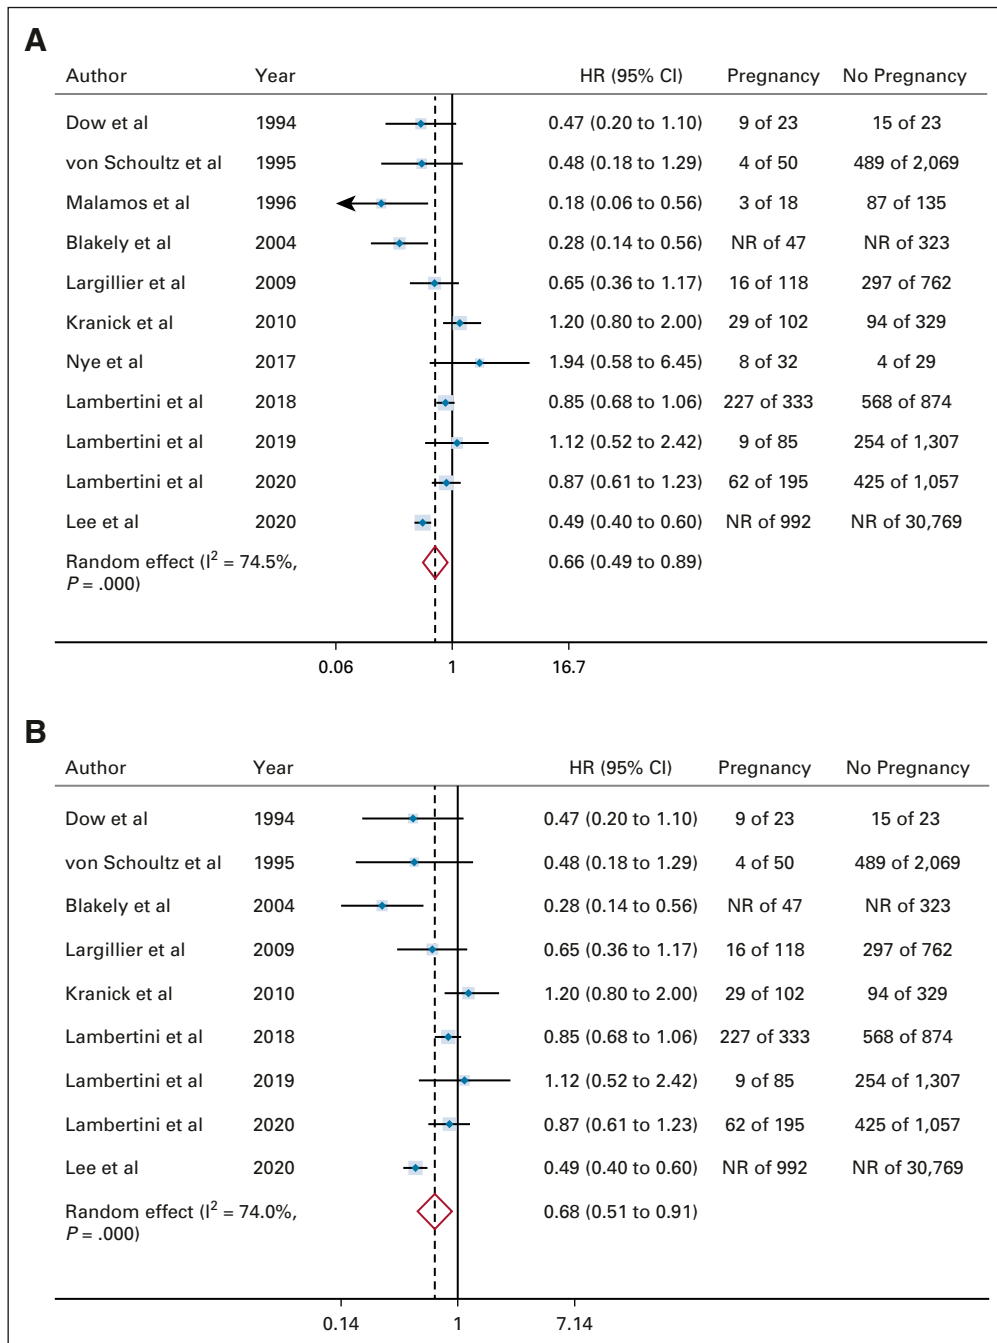 A
Author Year HR (95% CI) Pregnancy No Pregnancy
Dow et al 1994 0.47 (0.20 to 1.10) 9 of 23 15 of 23
von Schoultz et al 1995 0.48 (0.18 to 1.29) 4 of 50 489 of 2,069
Malamos et al 1996 0.18 (0.06 to 0.56) 3 of 18 87 of 135
Blakely et al 2004 0.28 (0.14 to 0.56) NR of 47 NR of 323
Largillier et al 2009 0.65 (0.36 to 1.17) 16 of 118 297 of 762
Kranick et al 2010 1.20 (0.80 to 2.00) 29 of 102 94 of 329
Nye et al 2017 1.94 (0.58 to 6.45) 8 of 32 4 of 29
Lambertini et al 2018 0.85 (0.68 to 1.06) 227 of 333 568 of 874
Lambertini et al 2019 1.12 (0.52 to 2.42) 9 of 85 254 of 1,307
Lambertini et al 2020 0.87 (0.61 to 1.23) 62 of 195 425 of 1,057
Lee et al 2020 0.49 (0.40 to 0.60) NR of 992 NR of 30,769
Random effect (I² = 74.5%, 0.66 (0.49 to 0.89)
P = .000)
0.06 1 16.7
B
Author Year HR (95% CI) Pregnancy No Pregnancy
Dow et al 1994 0.47 (0.20 to 1.10) 9 of 23 15 of 23
von Schoultz et al 1995 0.48 (0.18 to 1.29) 4 of 50 489 of 2,069
Blakely et al 2004 0.28 (0.14 to 0.56) NR of 47 NR of 323
Largillier et al 2009 0.65 (0.36 to 1.17) 16 of 118 297 of 762
Kranick et al 2010 1.20 (0.80 to 2.00) 29 of 102 94 of 329
Lambertini et al 2018 0.85 (0.68 to 1.06) 227 of 333 568 of 874
Lambertini et al 2019 1.12 (0.52 to 2.42) 9 of 85 254 of 1,307
Lambertini et al 2020 0.87 (0.61 to 1.23) 62 of 195 425 of 1,057
Lee et al 2020 0.49 (0.40 to 0.60) NR of 992 NR of 30,769
Random effect (I² = 74.0%, 0.68 (0.51 to 0.91)
P = .000)
0.14 1 7.14